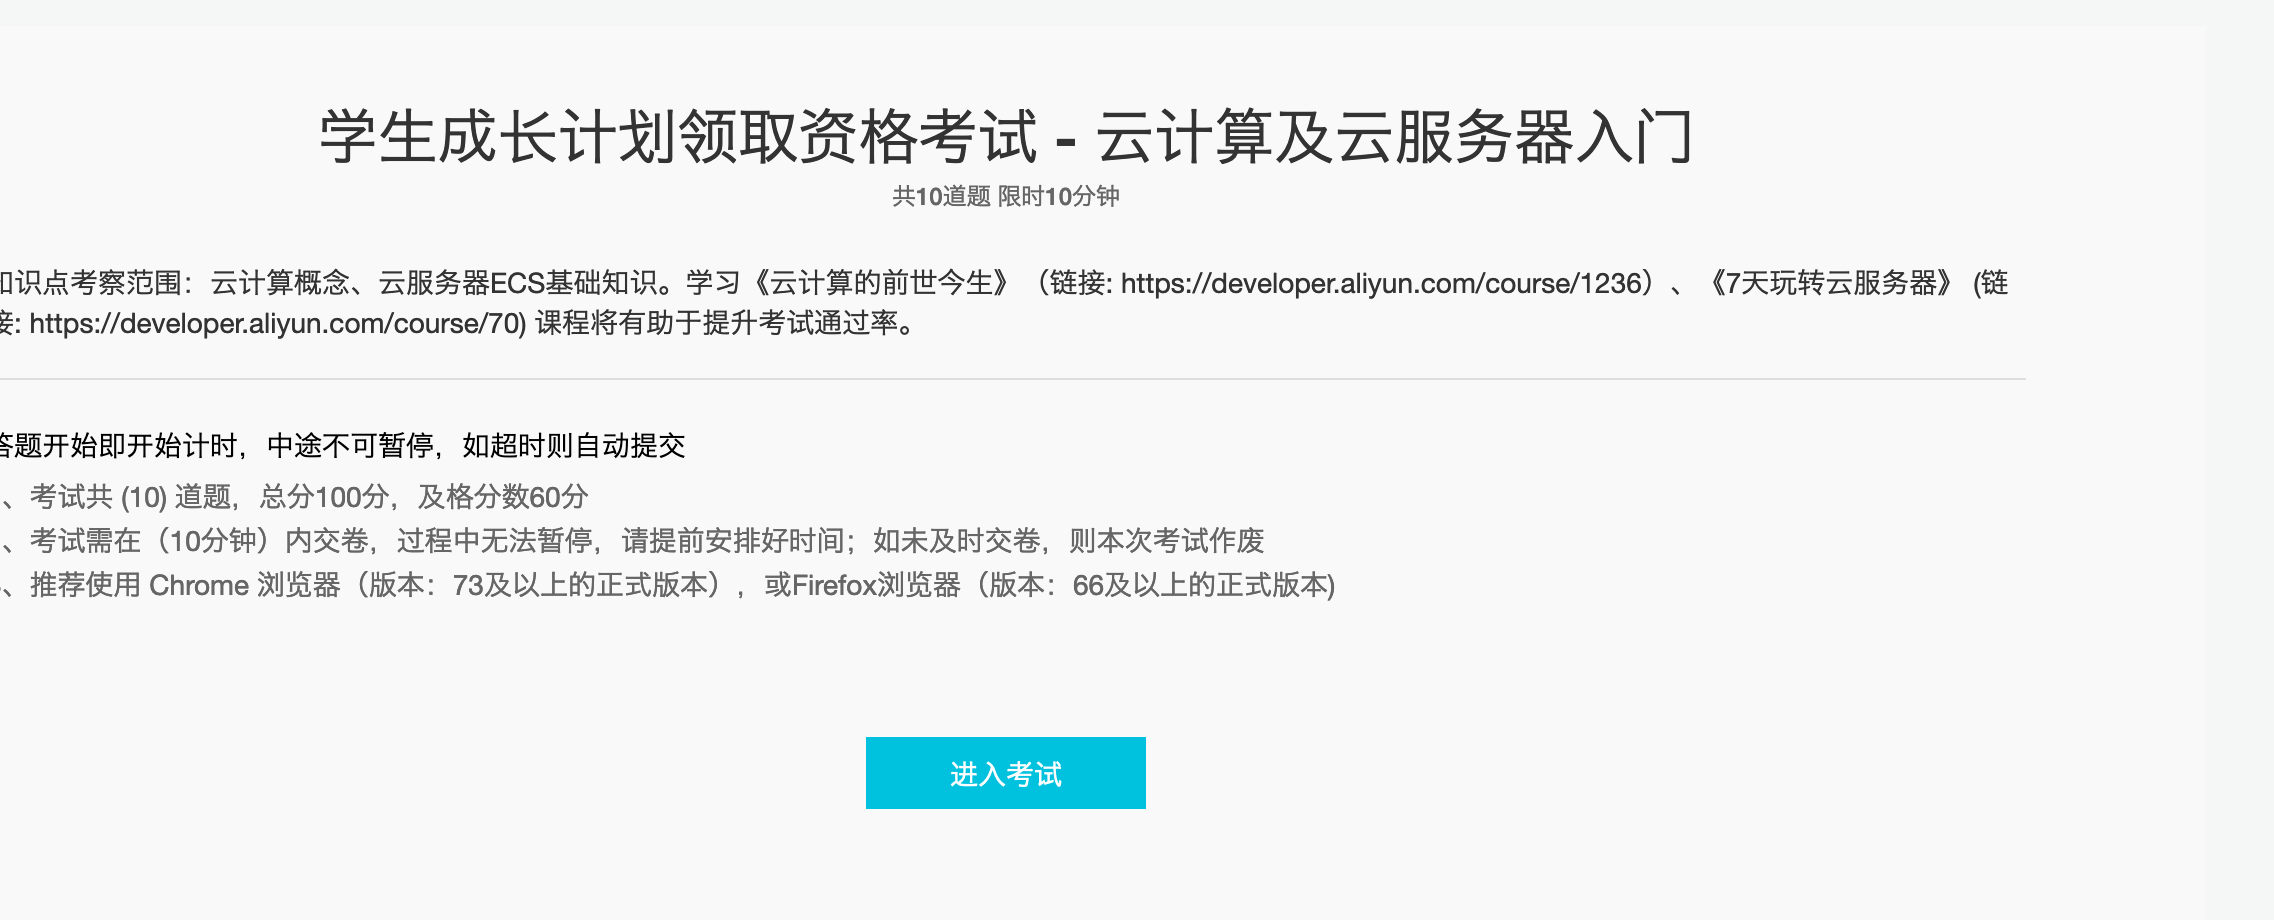 学生成长计划领取资格考试 - 云计算及云服务器入门
共10道题 限时10分钟
知识点考察范围：云计算概念、云服务器ECS基础知识。学习《云计算的前世今生》（链接: https://developer.aliyun.com/course/1236）、《7天玩转云服务器》 (链
接: https://developer.aliyun.com/course/70) 课程将有助于提升考试通过率。
答题开始即开始计时，中途不可暂停，如超时则自动提交
、考试共 (10) 道题，总分100分，及格分数60分
、考试需在（10分钟）内交卷，过程中无法暂停，请提前安排好时间；如未及时交卷，则本次考试作废
、推荐使用 Chrome 浏览器（版本：73及以上的正式版本），或Firefox浏览器（版本：66及以上的正式版本)
进入考试